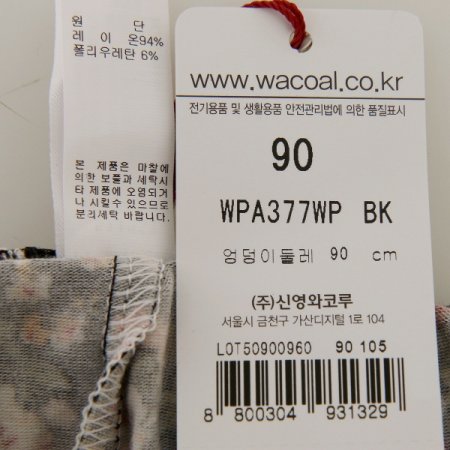 원 단
레 이 온94%
폴리우레탄 6%
본 제품은 마찰에
의한 보풀과 세탁시
타 제품에 오염되거
나 시킬수 있으므로
분리세탁 바랍니다.
www.wacoal.co.kr
전기용품 및 생활용품 안전관리법에 의한 품질표시
90
WPA377WP BK
엉덩이둘레 90 cm
(주)신영와코루
서울시 금천구 가산디지털 1로 104
LOT50900960 90 105
8 800304 931329